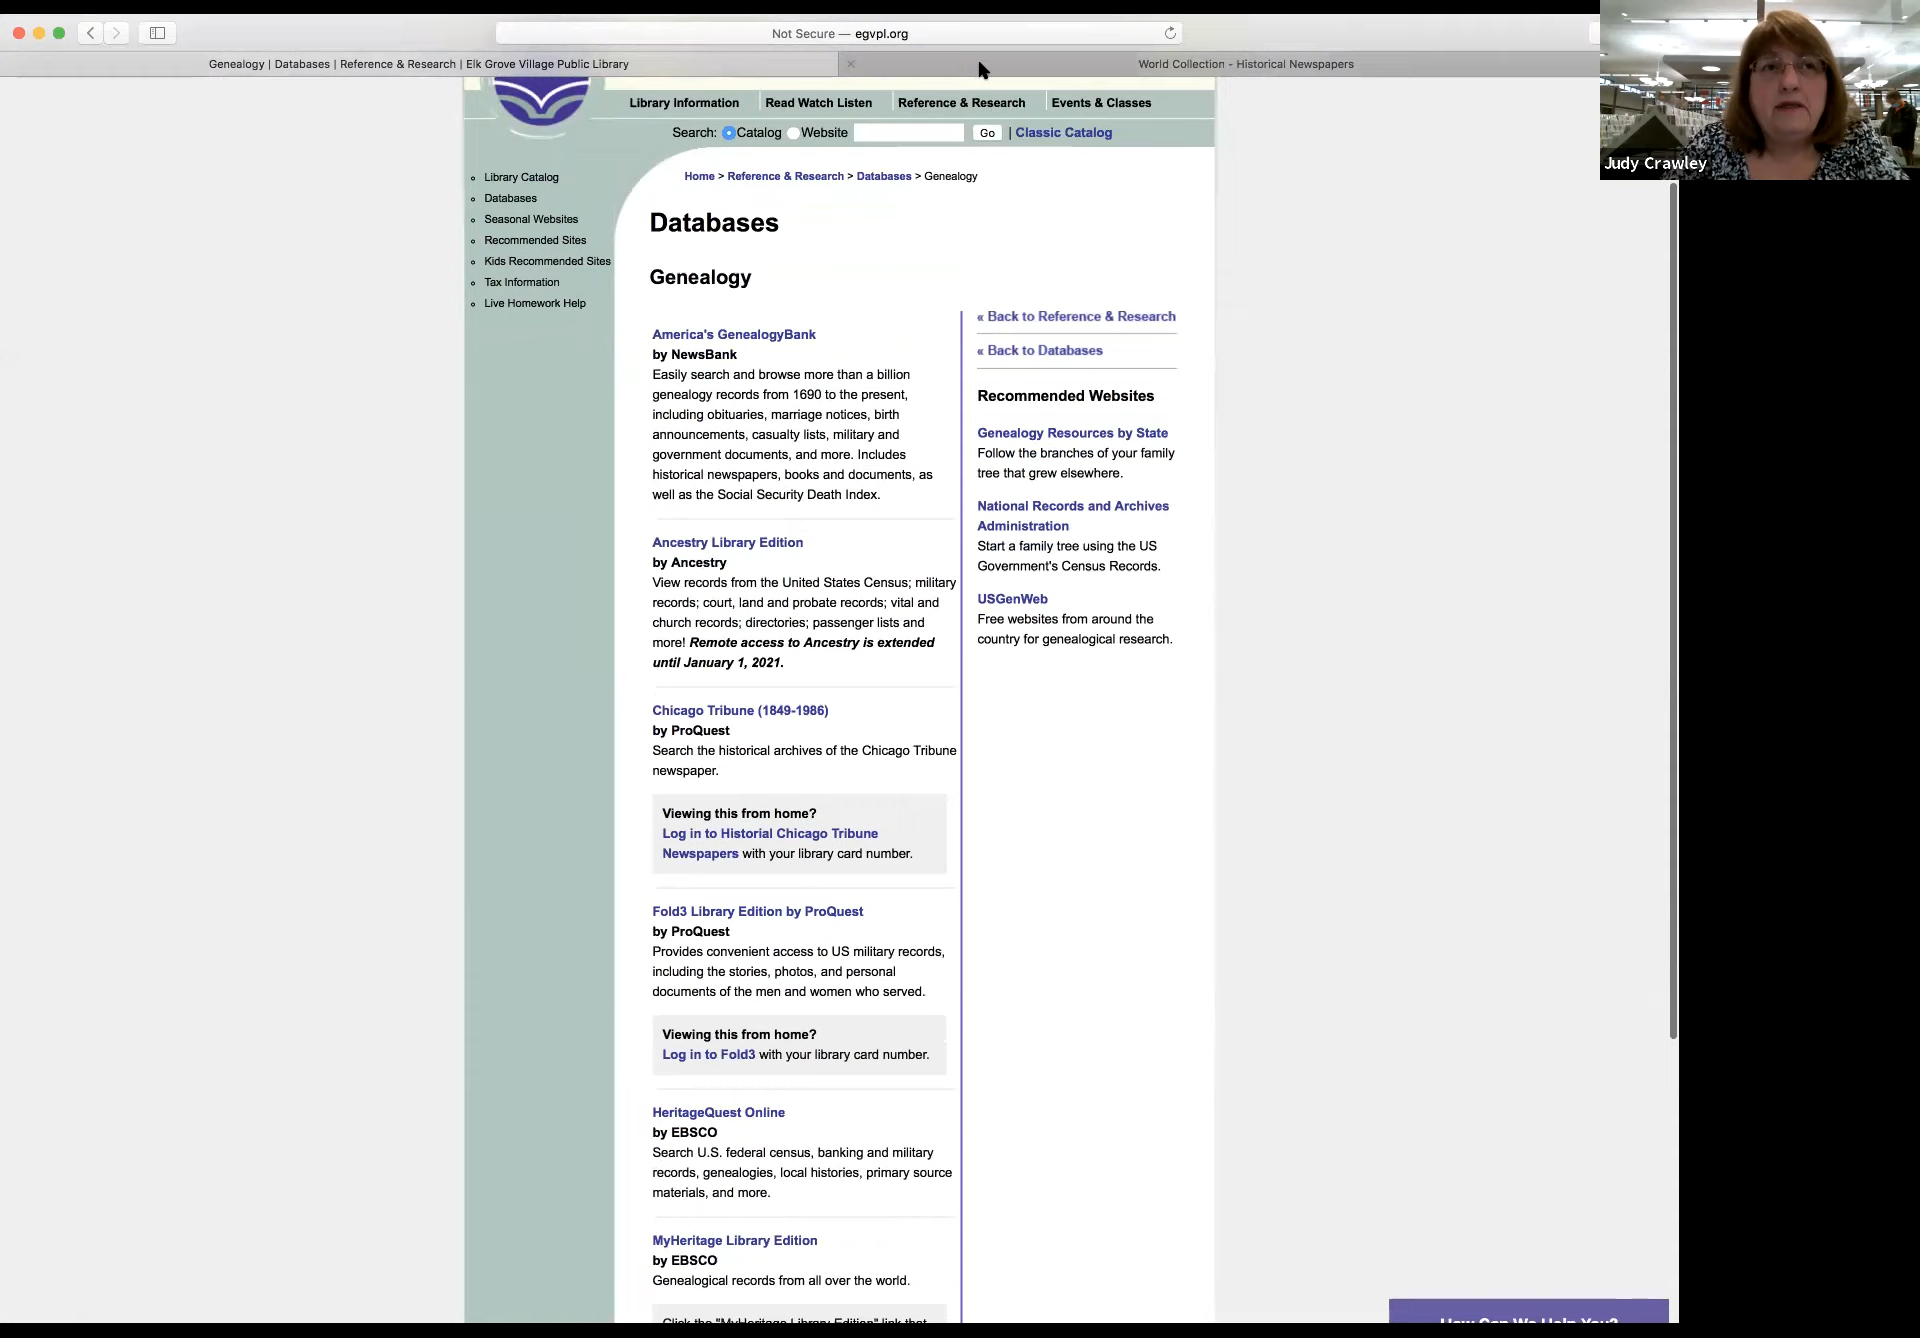 Not Secure — egvpl.org
Genealogy | Databases | Reference & Research | Elk Grove Village Public Library
World Collection - Historical Newspapers
Judy Crawley
Library Information
Read Watch Listen
Reference & Research
Events & Classes
Search: Catalog Website Go | Classic Catalog
Library Catalog
Databases
Seasonal Websites
Recommended Sites
Kids Recommended Sites
Tax Information
Live Homework Help
Home > Reference & Research > Databases > Genealogy
Databases
Genealogy
America's GenealogyBank
by NewsBank
Easily search and browse more than a billion
genealogy records from 1690 to the present,
including obituaries, marriage notices, birth
announcements, casualty lists, military and
government documents, and more. Includes
historical newspapers, books and documents, as
well as the Social Security Death Index.
Ancestry Library Edition
by Ancestry
View records from the United States Census; military
records; court, land and probate records; vital and
church records; directories; passenger lists and
more! Remote access to Ancestry is extended
until January 1, 2021.
Chicago Tribune (1849-1986)
by ProQuest
Search the historical archives of the Chicago Tribune
newspaper.
Viewing this from home?
Log in to Historial Chicago Tribune
Newspapers with your library card number.
Fold3 Library Edition by ProQuest
by ProQuest
Provides convenient access to US military records,
including the stories, photos, and personal
documents of the men and women who served.
Viewing this from home?
Log in to Fold3 with your library card number.
HeritageQuest Online
by EBSCO
Search U.S. federal census, banking and military
records, genealogies, local histories, primary source
materials, and more.
MyHeritage Library Edition
by EBSCO
Genealogical records from all over the world.
Click the "MyHeritage Library Edition" link that
« Back to Reference & Research
« Back to Databases
Recommended Websites
Genealogy Resources by State
Follow the branches of your family
tree that grew elsewhere.
National Records and Archives
Administration
Start a family tree using the US
Government's Census Records.
USGenWeb
Free websites from around the
country for genealogical research.
How Can We Help You?